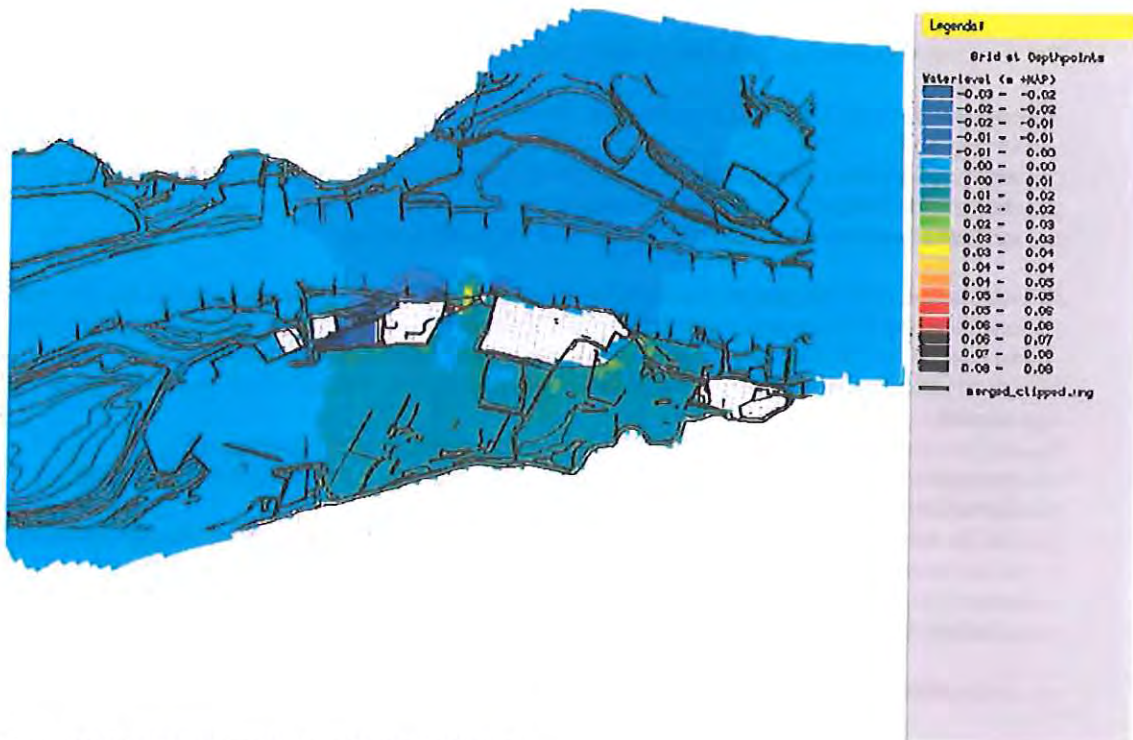 Legenda#
Grid at Depthpoints
Waterlevel (m +NAP)
-0.03 - -0.02
-0.02 - -0.02
-0.02 - -0.01
-0.01 - -0.01
-0.01 - 0.00
0.00 - 0.00
0.00 - 0.01
0.01 - 0.02
0.02 - 0.02
0.02 - 0.03
0.03 - 0.03
0.03 - 0.04
0.04 - 0.04
0.04 - 0.05
0.05 - 0.05
0.05 - 0.06
0.06 - 0.06
0.06 - 0.07
0.07 - 0.08
0.08 - 0.08
merged_clipped.img